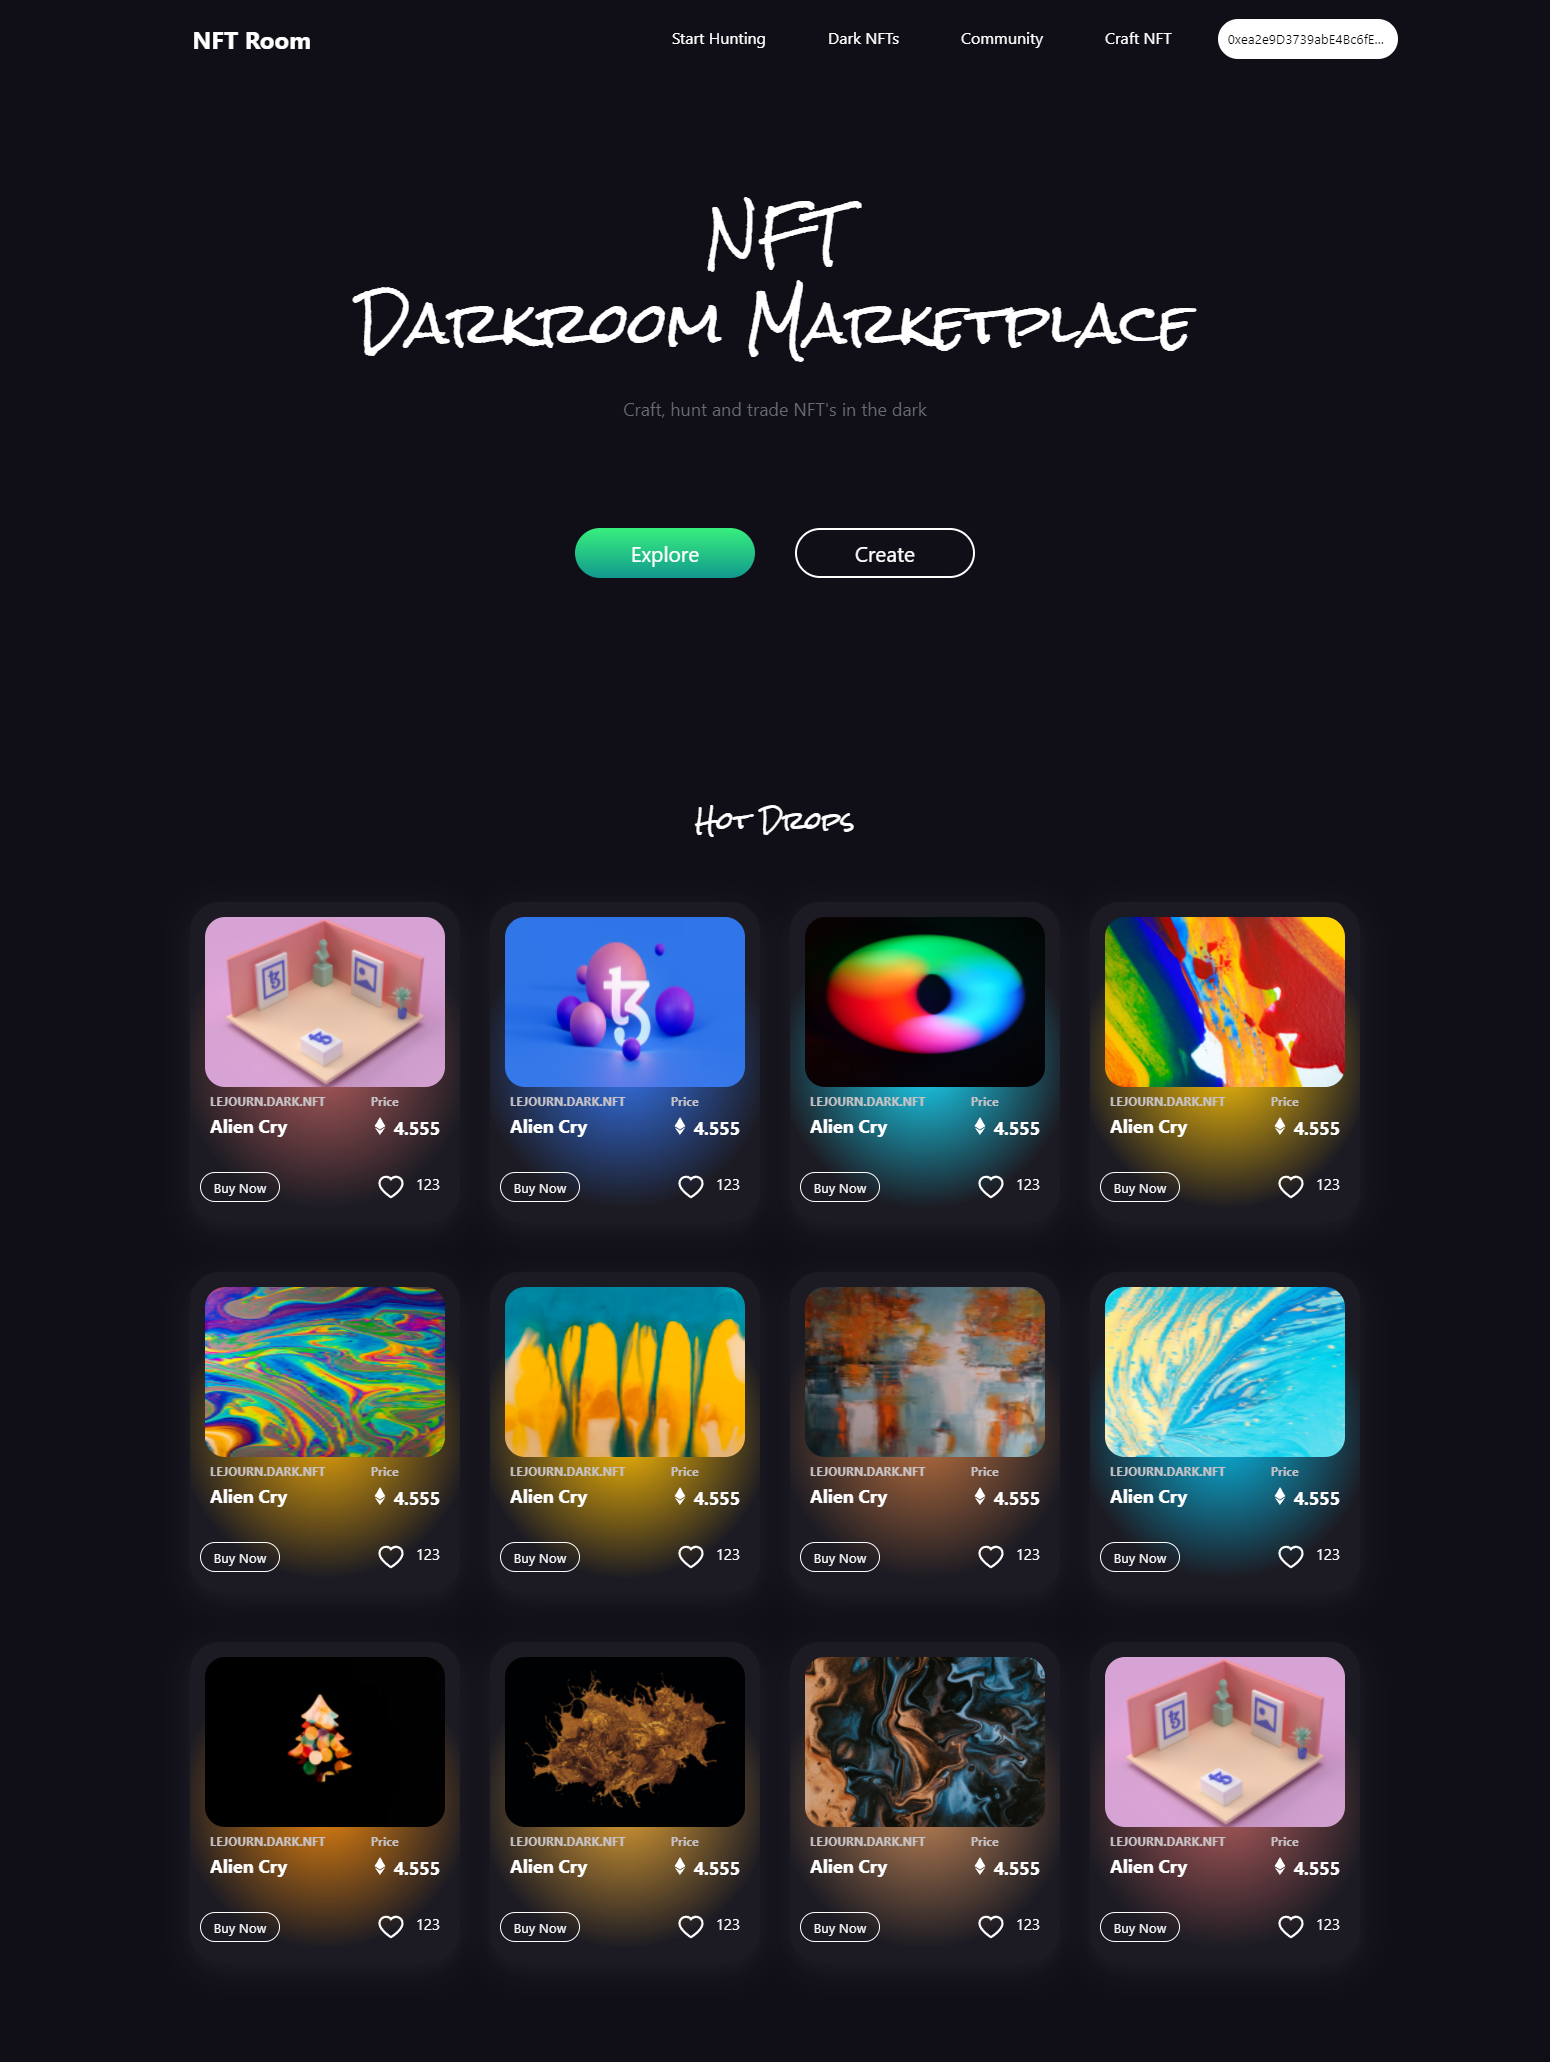 NFT Room
Start Hunting
Dark NFTs
Community
Craft NFT
0xea2e9D3739abE4Bc6fE...
NFT
Darkroom Marketplace
Craft, hunt and trade NFT's in the dark
Explore
Create
Hot Drops
LEJOURN.DARK.NFT Price
Alien Cry 4.555
Buy Now 123
LEJOURN.DARK.NFT Price
Alien Cry 4.555
Buy Now 123
LEJOURN.DARK.NFT Price
Alien Cry 4.555
Buy Now 123
LEJOURN.DARK.NFT Price
Alien Cry 4.555
Buy Now 123
LEJOURN.DARK.NFT Price
Alien Cry 4.555
Buy Now 123
LEJOURN.DARK.NFT Price
Alien Cry 4.555
Buy Now 123
LEJOURN.DARK.NFT Price
Alien Cry 4.555
Buy Now 123
LEJOURN.DARK.NFT Price
Alien Cry 4.555
Buy Now 123
LEJOURN.DARK.NFT Price
Alien Cry 4.555
Buy Now 123
LEJOURN.DARK.NFT Price
Alien Cry 4.555
Buy Now 123
LEJOURN.DARK.NFT Price
Alien Cry 4.555
Buy Now 123
LEJOURN.DARK.NFT Price
Alien Cry 4.555
Buy Now 123